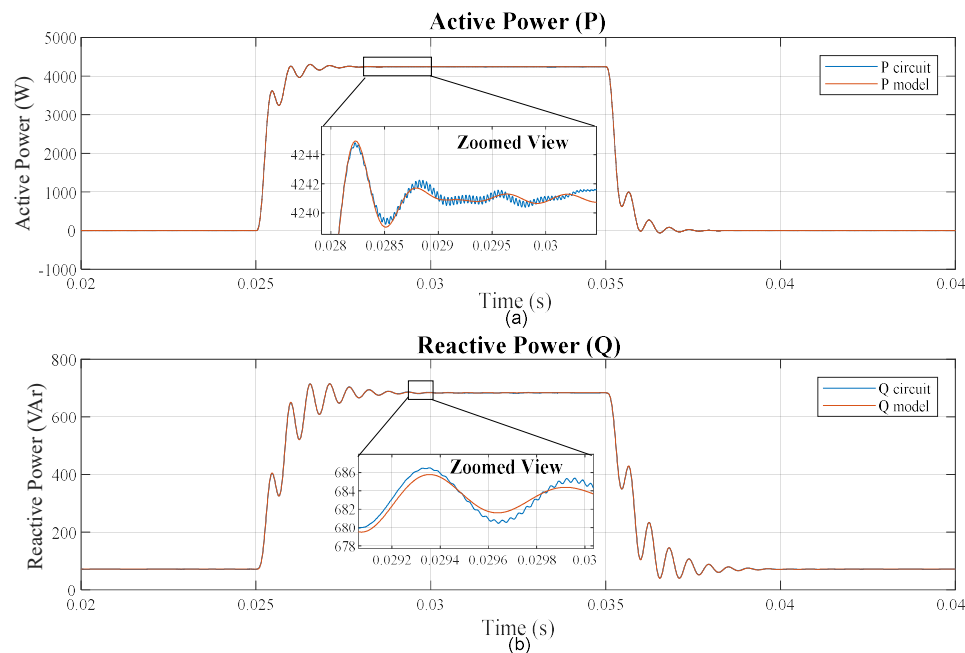 Active Power (P)
5000
4000
3000
2000
1000
0
-1000
Active Power (W)
P circuit
P model
Zoomed View
4244
4242
4240
0.028 0.0285 0.029 0.0295 0.03
0.02 0.025 0.03 0.035 0.04
Time (s)
(a)
Reactive Power (Q)
800
600
400
200
0
Reactive Power (VAr)
Q circuit
Q model
Zoomed View
686
684
682
680
678
0.0292 0.0294 0.0296 0.0298 0.03
0.02 0.025 0.03 0.035 0.04
Time (s)
(b)